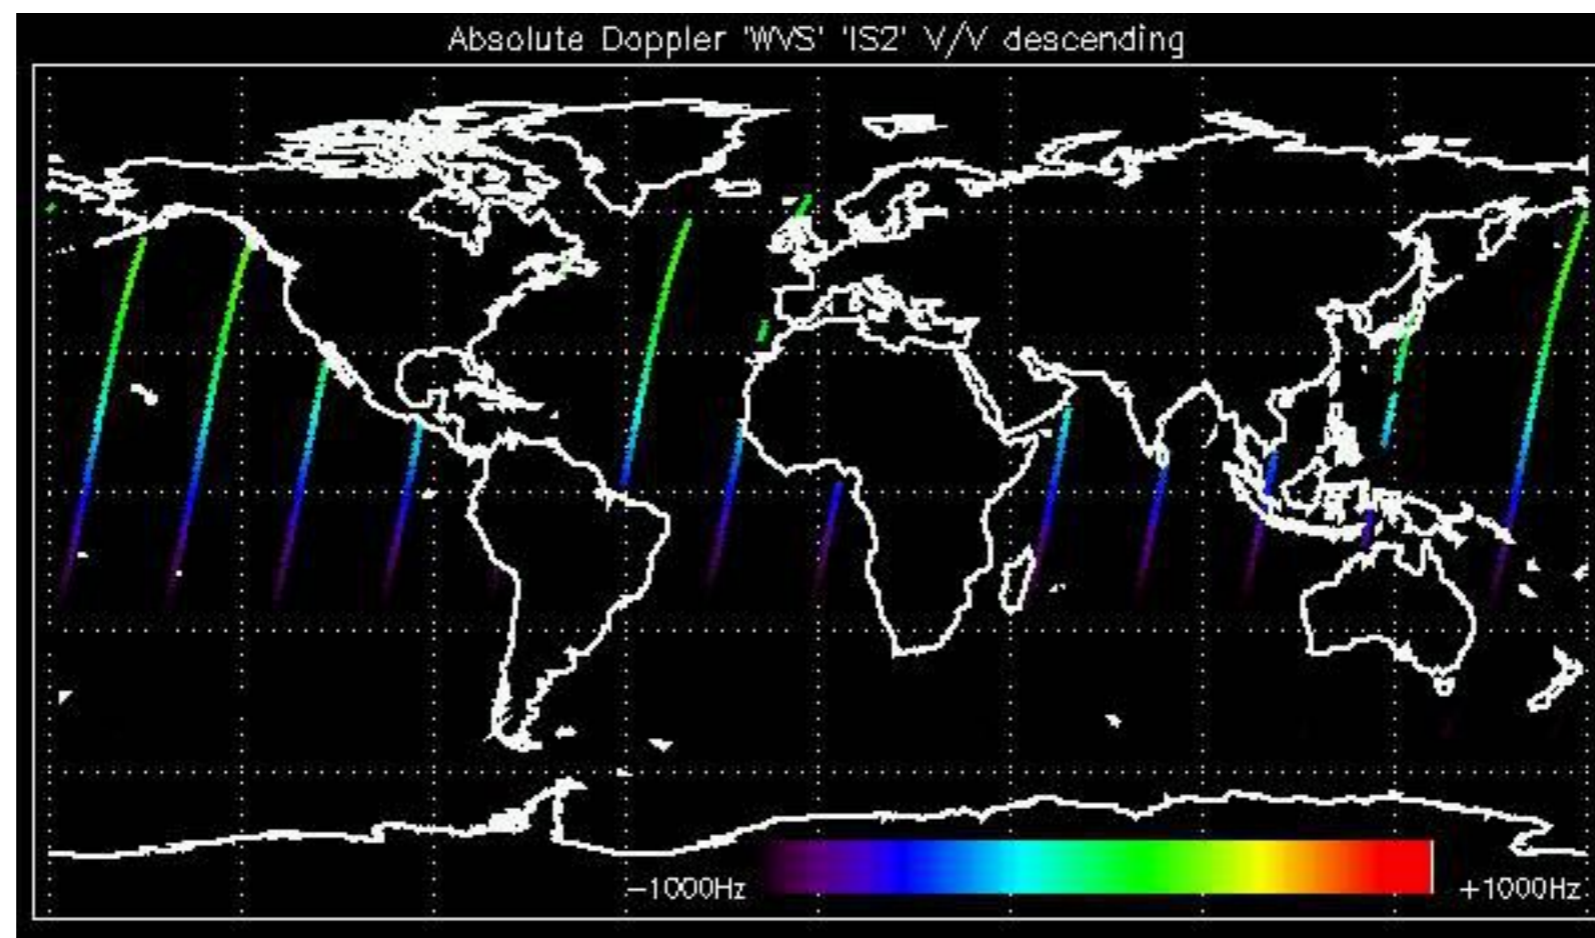 Absolute Doppler 'WVS' 'IS2' V/V descending
-1000Hz
+1000Hz